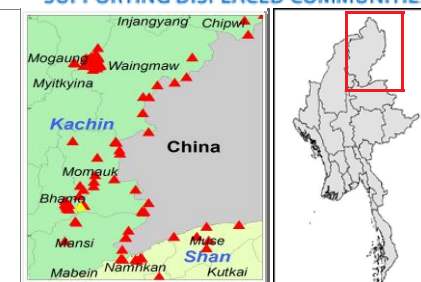 SUPPORTING DISPLACED COMMUNITIES
Injangyang Chipwi
Mogaung Waingmaw
Myitkyina
Kachin
China
Momauk
Bhamo
Mansi Muse
Shan
Mabein Namhkan Kutkai